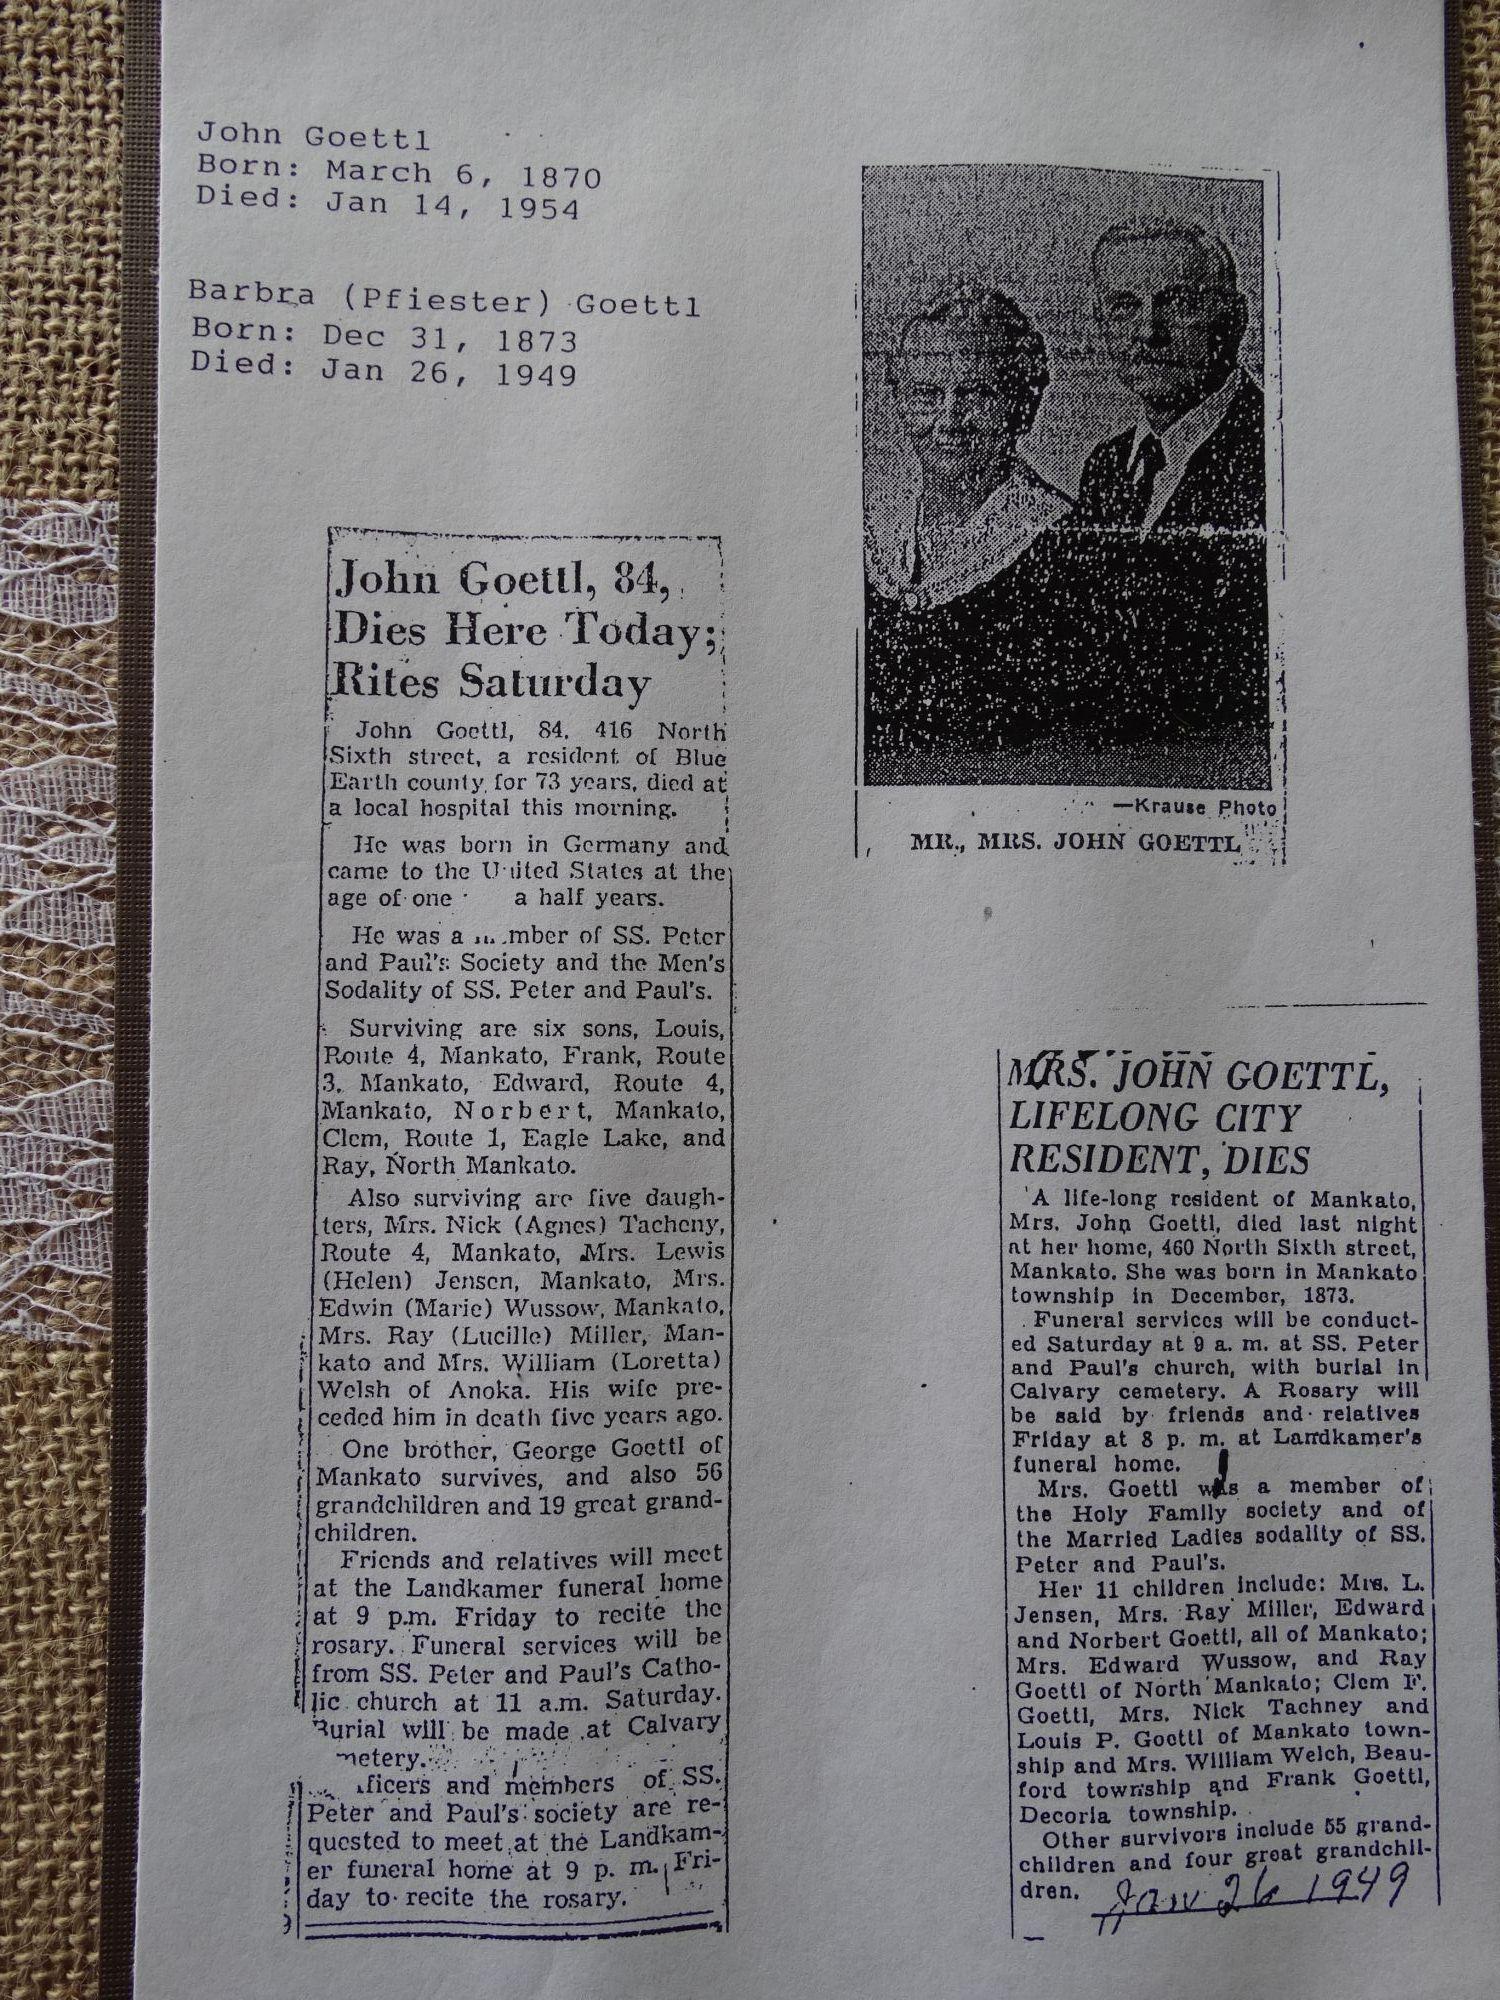 John Goettl
Born: March 6, 1870
Died: Jan 14, 1954
Barbra (Pfiester) Goettl
Born: Dec 31, 1873
Died: Jan 26, 1949
—Krause Photo
MR., MRS. JOHN GOETTL
John Goettl, 84,
Dies Here Today;
Rites Saturday
John Goettl, 84, 416 North
Sixth street, a resident of Blue
Earth county for 73 years, died at
a local hospital this morning.
He was born in Germany and
came to the United States at the
age of one a half years.
He was a member of SS. Peter
and Paul's Society and the Men's
Sodality of SS. Peter and Paul's.
Surviving are six sons, Louis,
Route 4, Mankato, Frank, Route
3, Mankato, Edward, Route 4,
Mankato, Norbert, Mankato,
Clem, Route 1, Eagle Lake, and
Ray, North Mankato.
Also surviving are five daugh-
ters, Mrs. Nick (Agnes) Tacheny,
Route 4, Mankato, Mrs. Lewis
(Helen) Jensen, Mankato, Mrs.
Edwin (Marie) Wussow, Mankato,
Mrs. Ray (Lucille) Miller, Man-
kato and Mrs. William (Loretta)
Welsh of Anoka. His wife pre-
ceded him in death five years ago.
One brother, George Goettl of
Mankato survives, and also 56
grandchildren and 19 great grand-
children.
Friends and relatives will meet
at the Landkamer funeral home
at 9 p.m. Friday to recite the
rosary. Funeral services will be
from SS. Peter and Paul's Catho-
lic church at 11 a.m. Saturday.
Burial will be made at Calvary
metery.
ficers and members of SS.
Peter and Paul's society are re-
quested to meet at the Landkam-
er funeral home at 9 p. m. Fri-
day to recite the rosary.
MRS. JOHN GOETTL,
LIFELONG CITY
RESIDENT, DIES
A life-long resident of Mankato,
Mrs. John Goettl, died last night
at her home, 460 North Sixth street,
Mankato. She was born in Mankato
township in December, 1873.
Funeral services will be conduct-
ed Saturday at 9 a. m. at SS. Peter
and Paul's church, with burial in
Calvary cemetery. A Rosary will
be said by friends and relatives
Friday at 8 p. m. at Landkamer's
funeral home.
Mrs. Goettl was a member of
the Holy Family society and of
the Married Ladies sodality of SS.
Peter and Paul's.
Her 11 children include: Mrs. L.
Jensen, Mrs. Ray Miller, Edward
and Norbert Goettl, all of Mankato;
Mrs. Edward Wussow, and Ray
Goettl of North Mankato; Clem F.
Goettl, Mrs. Nick Tachney and
Louis P. Goettl of Mankato town-
ship and Mrs. William Welch, Beau-
ford township and Frank Goettl,
Decoria township.
Other survivors include 55 grand-
children and four great grandchil-
dren.
Jan 26 1949